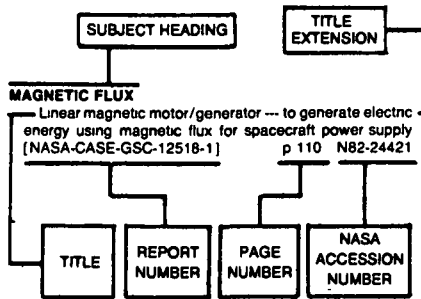 SUBJECT HEADING
TITLE
EXTENSION
MAGNETIC FLUX
Linear magnetic motor/generator --- to generate electric
energy using magnetic flux for spacecraft power supply
[NASA-CASE-GSC-12518-1] p 110 N82-24421
TITLE
REPORT
NUMBER
PAGE
NUMBER
NASA
ACCESSION
NUMBER